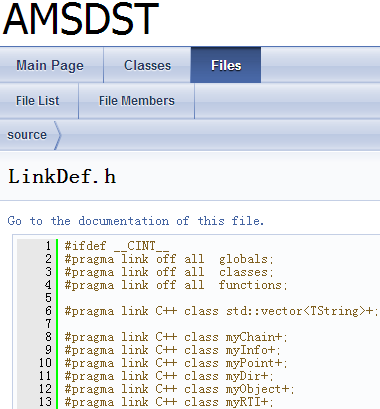 AMSDST
Main Page Classes Files
File List File Members
source
LinkDef.h
Go to the documentation of this file.
1 #ifdef __CINT__
2 #pragma link off all  globals;
3 #pragma link off all  classes;
4 #pragma link off all  functions;
5
6 #pragma link C++ class std::vector<TString>+;
7
8 #pragma link C++ class myChain+;
9 #pragma link C++ class myInfo+;
10 #pragma link C++ class myPoint+;
11 #pragma link C++ class myDir+;
12 #pragma link C++ class myObject+;
13 #pragma link C++ class myRTI+;